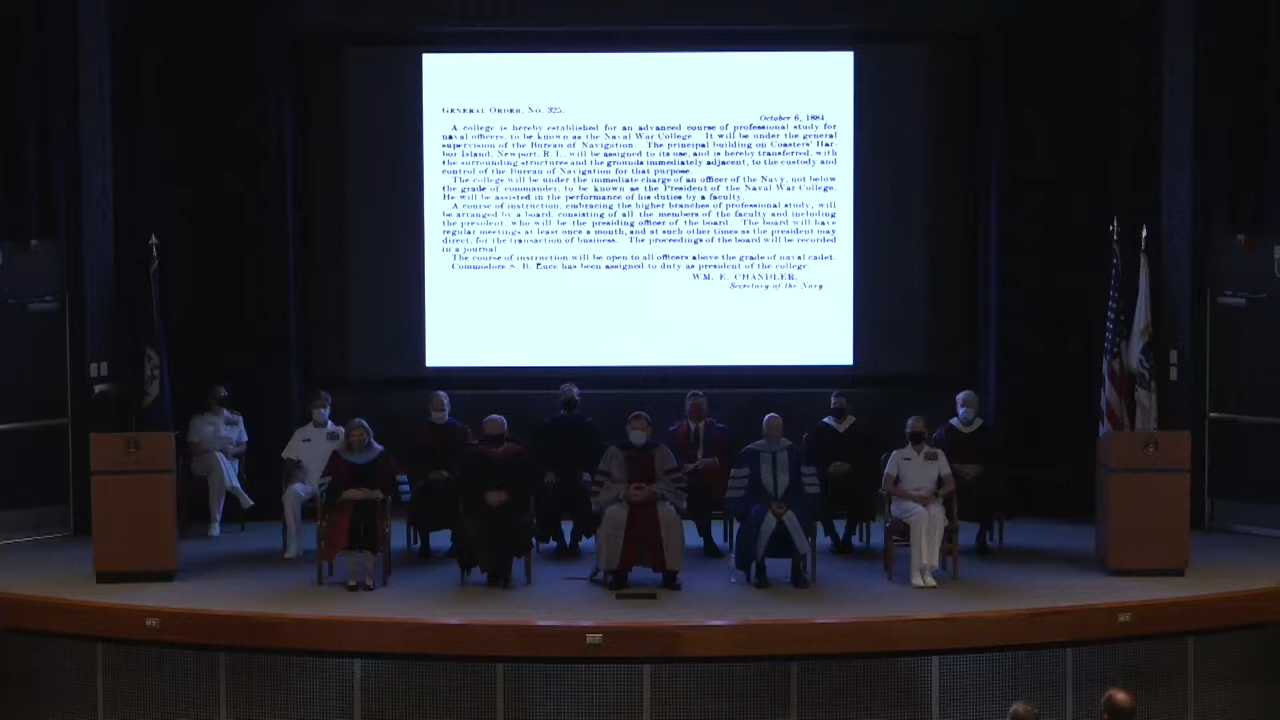 GENERAL ORDER, NO. 325.
October 6, 1884
A college is hereby established for an advanced course of professional study for
naval officers, to be known as the Naval War College. It will be under the general
supervision of the Bureau of Navigation. The principal building on Coasters' Har-
bor Island, Newport, R. I., will be assigned to its use, and is hereby transferred, with
the surrounding structures and the grounds immediately adjacent, to the custody and
control of the Bureau of Navigation for that purpose.
The college will be under the immediate charge of an officer of the Navy, not below
the grade of commander, to be known as the President of the Naval War College.
He will be assisted in the performance of his duties by a faculty.
A course of instruction, embracing the higher branches of professional study, will
be arranged by a board, consisting of all the members of the faculty and including
the president, who will be the presiding officer of the board. The board will have
regular meetings at least once a month, and at such other times as the president may
direct, for the transaction of business. The proceedings of the board will be recorded
in a journal.
The course of instruction will be open to all officers above the grade of naval cadet.
Commodore S. B. Luce has been assigned to duty as president of the college.
WM. E. CHANDLER,
Secretary of the Navy